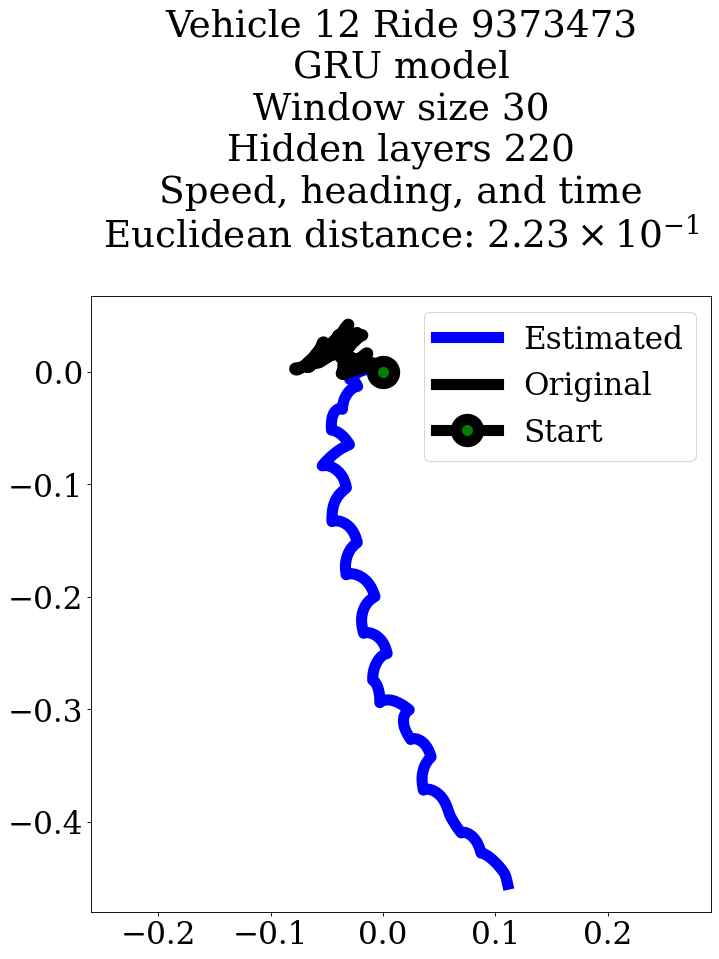 Vehicle 12 Ride 9373473
GRU model
Window size 30
Hidden layers 220
Speed, heading, and time
Euclidean distance: 2.23 × 10⁻¹
Estimated
Original
Start
0.0
−0.1
−0.2
−0.3
−0.4
−0.2 −0.1 0.0 0.1 0.2